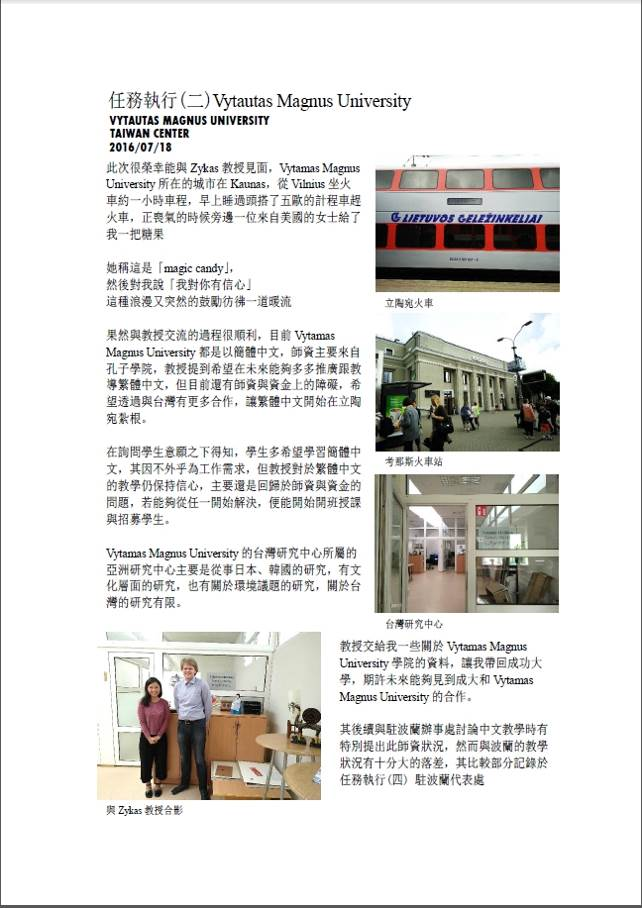 任務執行(二)Vytautas Magnus University
VYTAUTAS MAGNUS UNIVERSITY
TAIWAN CENTER
2016/07/18
此次很榮幸能與 Zykas 教授見面，Vytamas Magnus
University 所在的城市在 Kaunas，從 Vilnius 坐火
車約一小時車程，早上睡過頭搭了五歐的計程車趕
火車，正喪氣的時候旁邊一位來自美國的女士給了
我一把糖果
她稱這是「magic candy」，
然後對我說「我對你有信心」
這種浪漫又突然的鼓勵彷彿一道暖流
果然與教授交流的過程很順利，目前 Vytamas
Magnus University 都是以簡體中文，師資主要來自
孔子學院，教授提到希望在未來能夠多多推廣跟教
導繁體中文，但目前還有師資與資金上的障礙，希
望透過與台灣有更多合作，讓繁體中文開始在立陶
宛紮根。
在詢問學生意願之下得知，學生多希望學習簡體中
文，其因不外乎為工作需求，但教授對於繁體中文
的教學仍保持信心，主要還是回歸於師資與資金的
問題，若能夠從任一開始解決，便能開始開班授課
與招募學生。
Vytamas Magnus University 的台灣研究中心所屬的
亞洲研究中心主要是從事日本、韓國的研究，有文
化層面的研究，也有關於環境議題的研究，關於台
灣的研究有限。
LIETUVOS GELEŽINKELIAI
立陶宛火車
考那斯火車站
台灣研究中心
與 Zykas 教授合影
教授交給我一些關於 Vytamas Magnus
University 學院的資料，讓我帶回成功大
學，期許未來能夠見到成大和 Vytamas
Magnus University 的合作。
其後續與駐波蘭辦事處討論中文教學時有
特別提出此師資狀況，然而與波蘭的教學
狀況有十分大的落差，其比較部分記錄於
任務執行(四) 駐波蘭代表處